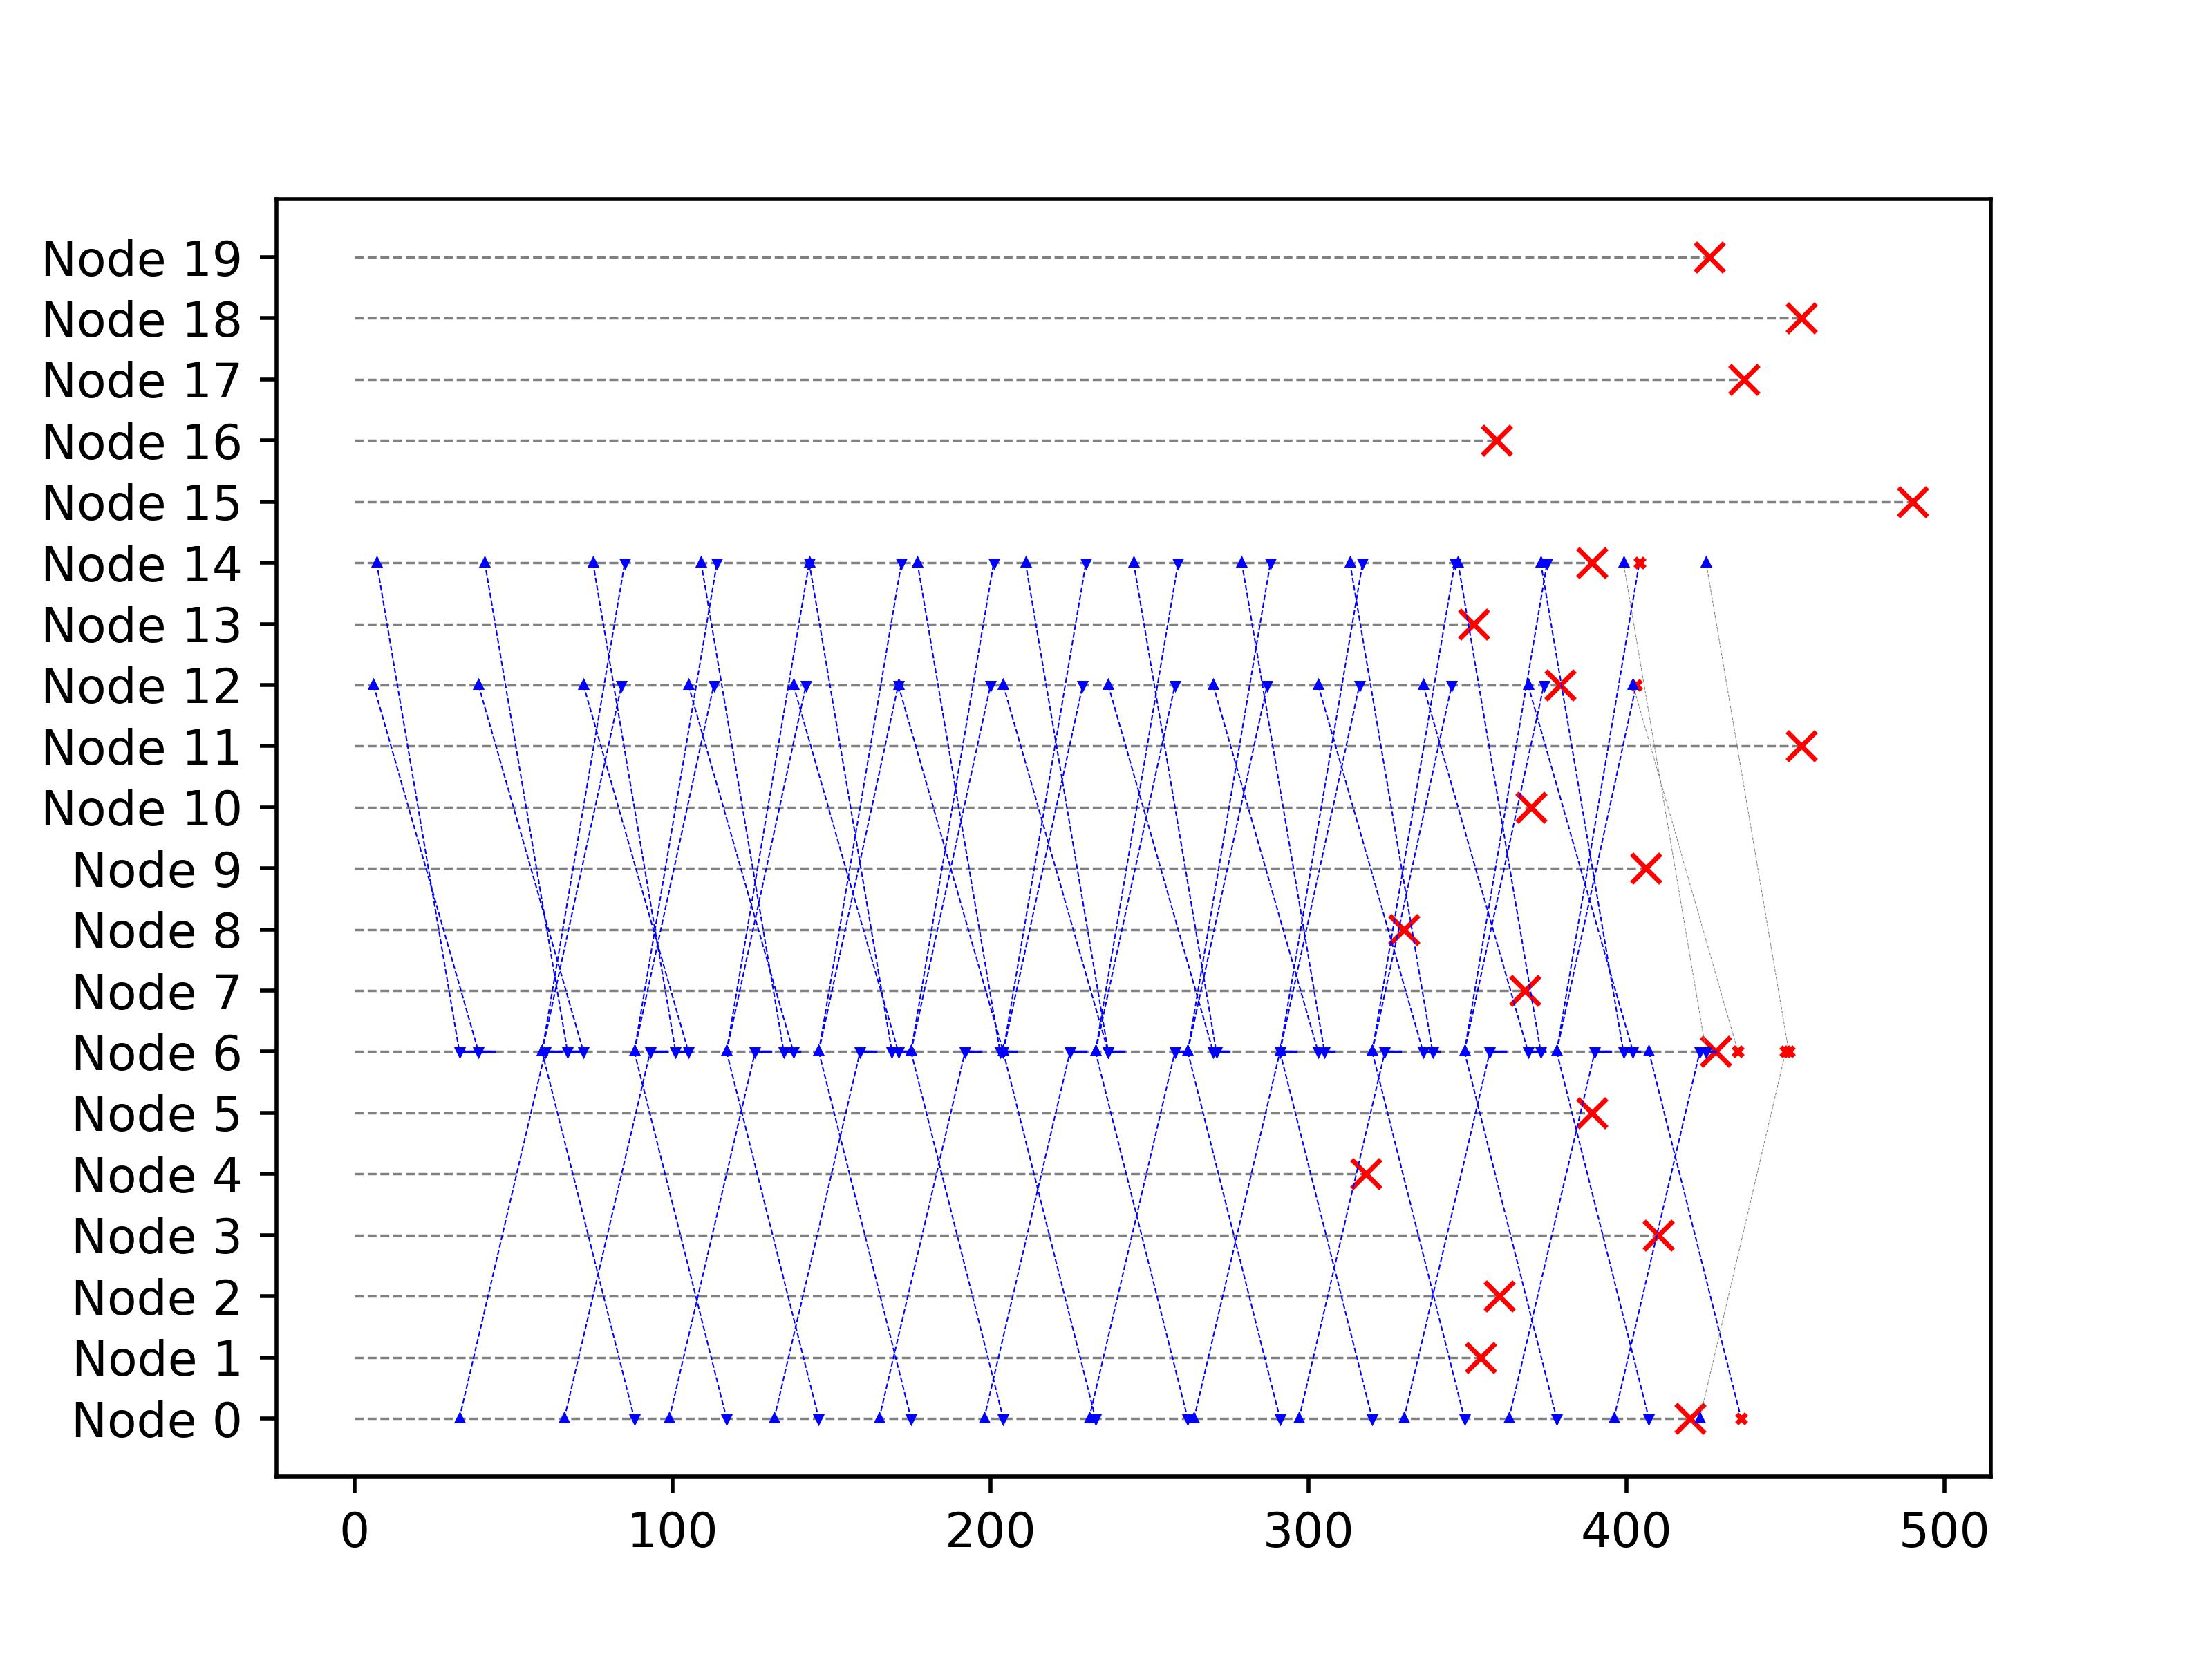 Node 19
Node 18
Node 17
Node 16
Node 15
Node 14
Node 13
Node 12
Node 11
Node 10
Node 9
Node 8
Node 7
Node 6
Node 5
Node 4
Node 3
Node 2
Node 1
Node 0
0 100 200 300 400 500